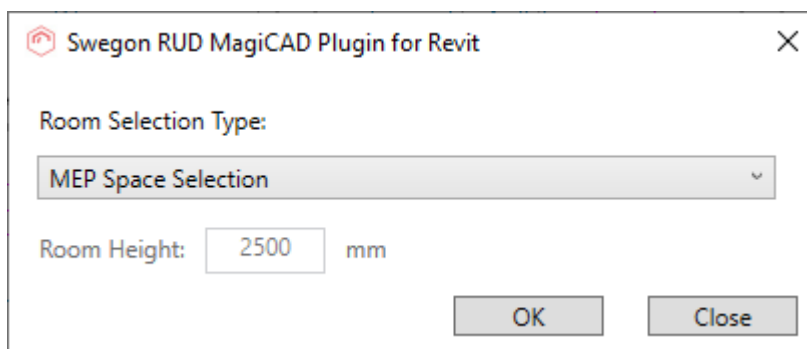 Swegon RUD MagiCAD Plugin for Revit
Room Selection Type:
MEP Space Selection
Room Height: 2500 mm
OK Close